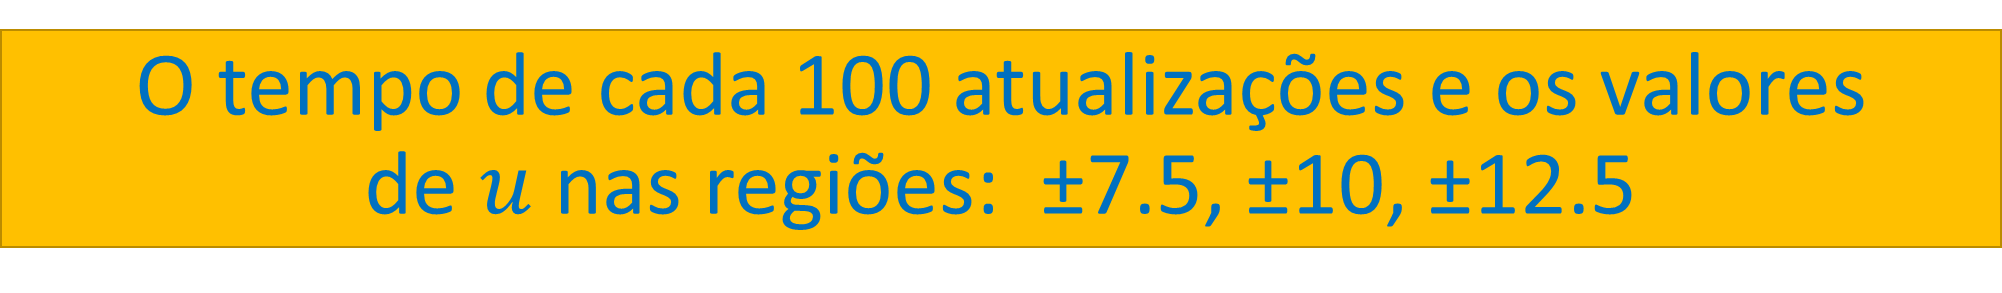 O tempo de cada 100 atualizações e os valores
de 𝑢 nas regiões:  ±7.5, ±10, ±12.5